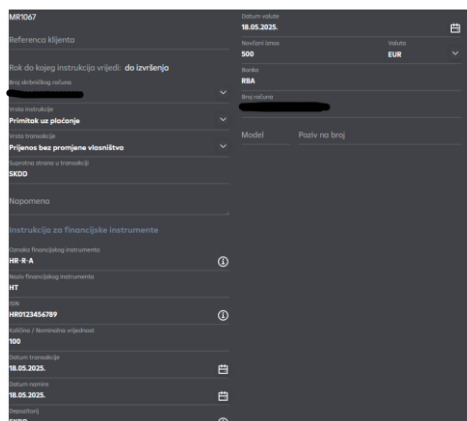 MR1067
Referenca klijenta
Rok do kojeg instrukcija vrijedi: do izvršenja
Broj skrbničkog računa
Vrsta instrukcije
Primitak uz plaćanje
Vrsta transakcije
Prijenos bez promjene vlasništva
Suprotna strana u transakciji
SKDD
Napomena
Instrukcija za financijske instrumente
Oznaka financijskog instrumenta
HR-R-A
Naziv financijskog instrumenta
HT
ISIN
HR0123456789
Količina / Nominalna vrijednost
100
Datum transakcije
18.05.2025.
Datum namire
18.05.2025.
Depozitorij
SKDD
Datum valute
18.05.2025.
Novčani iznos
500
Valuta
EUR
Banka
RBA
Broj računa
Model
Poziv na broj